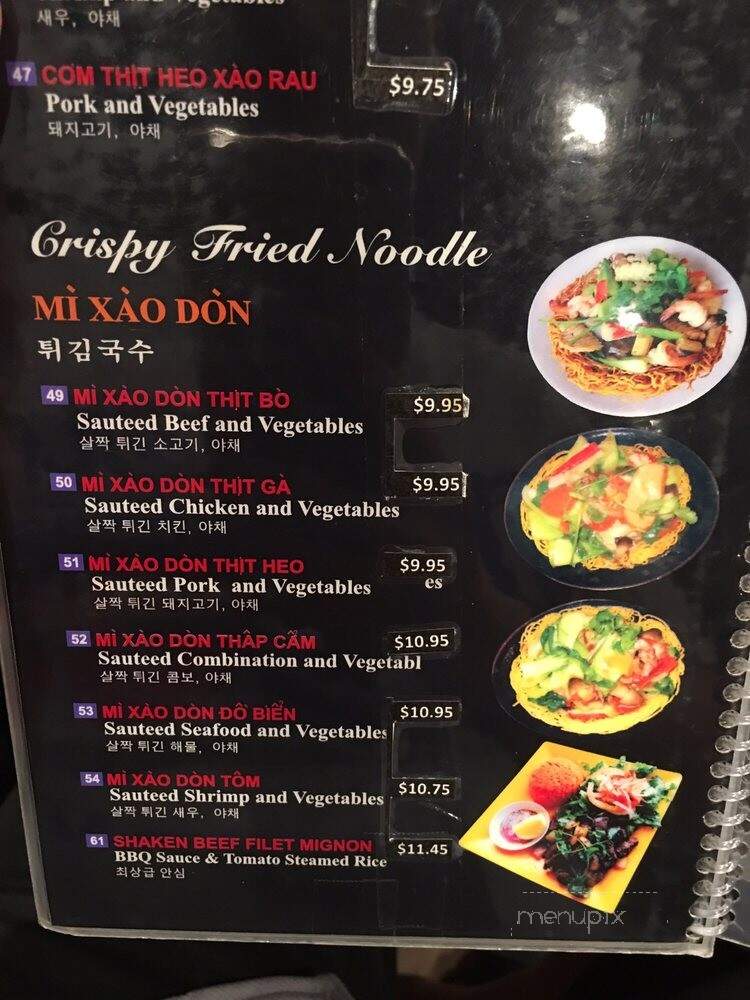 and Vegetables
새우, 야채
47 CƠM THỊT HEO XÀO RAU $9.75
Pork and Vegetables
돼지고기, 야채
Crispy Fried Noodle
MÌ XÀO DÒN
튀김국수
49 MÌ XÀO DÒN THỊT BÒ $9.95
Sauteed Beef and Vegetables
살짝 튀긴 소고기, 야채
50 MÌ XÀO DÒN THỊT GÀ $9.95
Sauteed Chicken and Vegetables
살짝 튀긴 치킨, 야채
51 MÌ XÀO DÒN THỊT HEO $9.95
Sauteed Pork and Vegetables es
살짝 튀긴 돼지고기, 야채
52 MÌ XÀO DÒN THÂP CẨM $10.95
Sauteed Combination and Vegetabl
살짝 튀긴 콤보, 야채
53 MÌ XÀO DÒN ĐỒ BIỂN $10.95
Sauteed Seafood and Vegetables
살짝 튀긴 해물, 야채
54 MÌ XÀO DÒN TÔM $10.75
Sauteed Shrimp and Vegetables
살짝 튀긴 새우, 야채
61 SHAKEN BEEF FILET MIGNON $11.45
BBQ Sauce & Tomato Steamed Rice
최상급 안심
menupix